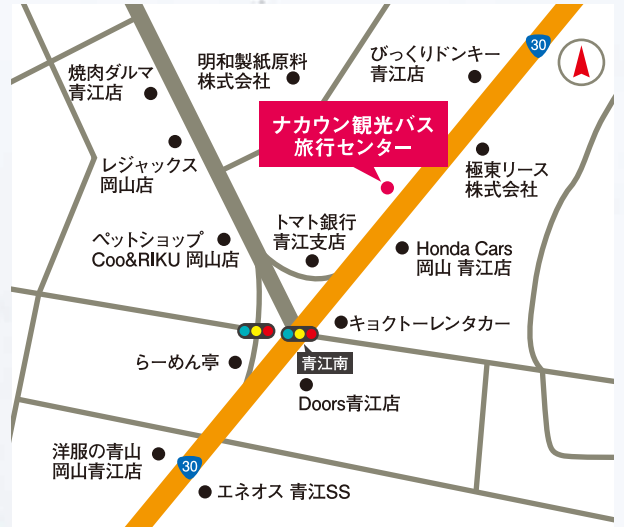 30
びっくりドンキー
青江店
明和製紙原料
株式会社
焼肉ダルマ
青江店
ナカウン観光バス
旅行センター
レジャックス
岡山店
極東リース
株式会社
トマト銀行
青江支店
ペットショップ
Coo&RIKU 岡山店
Honda Cars
岡山 青江店
キョクトーレンタカー
らーめん亭
青江南
Doors青江店
洋服の青山
岡山青江店
30
エネオス 青江SS